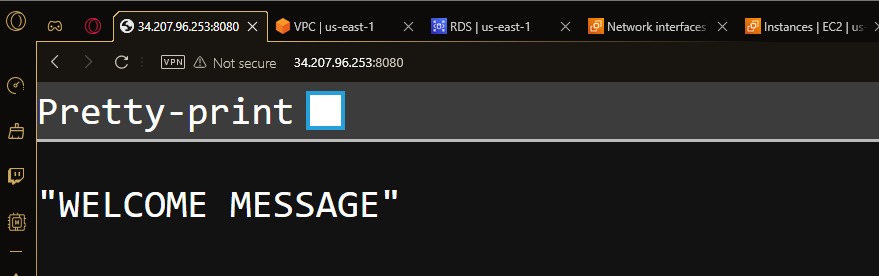 34.207.96.253:8080
VPC | us-east-1
RDS | us-east-1
Network interfaces
Instances | EC2 | us-
VPN
Not secure
34.207.96.253:8080
Pretty-print
"WELCOME MESSAGE"